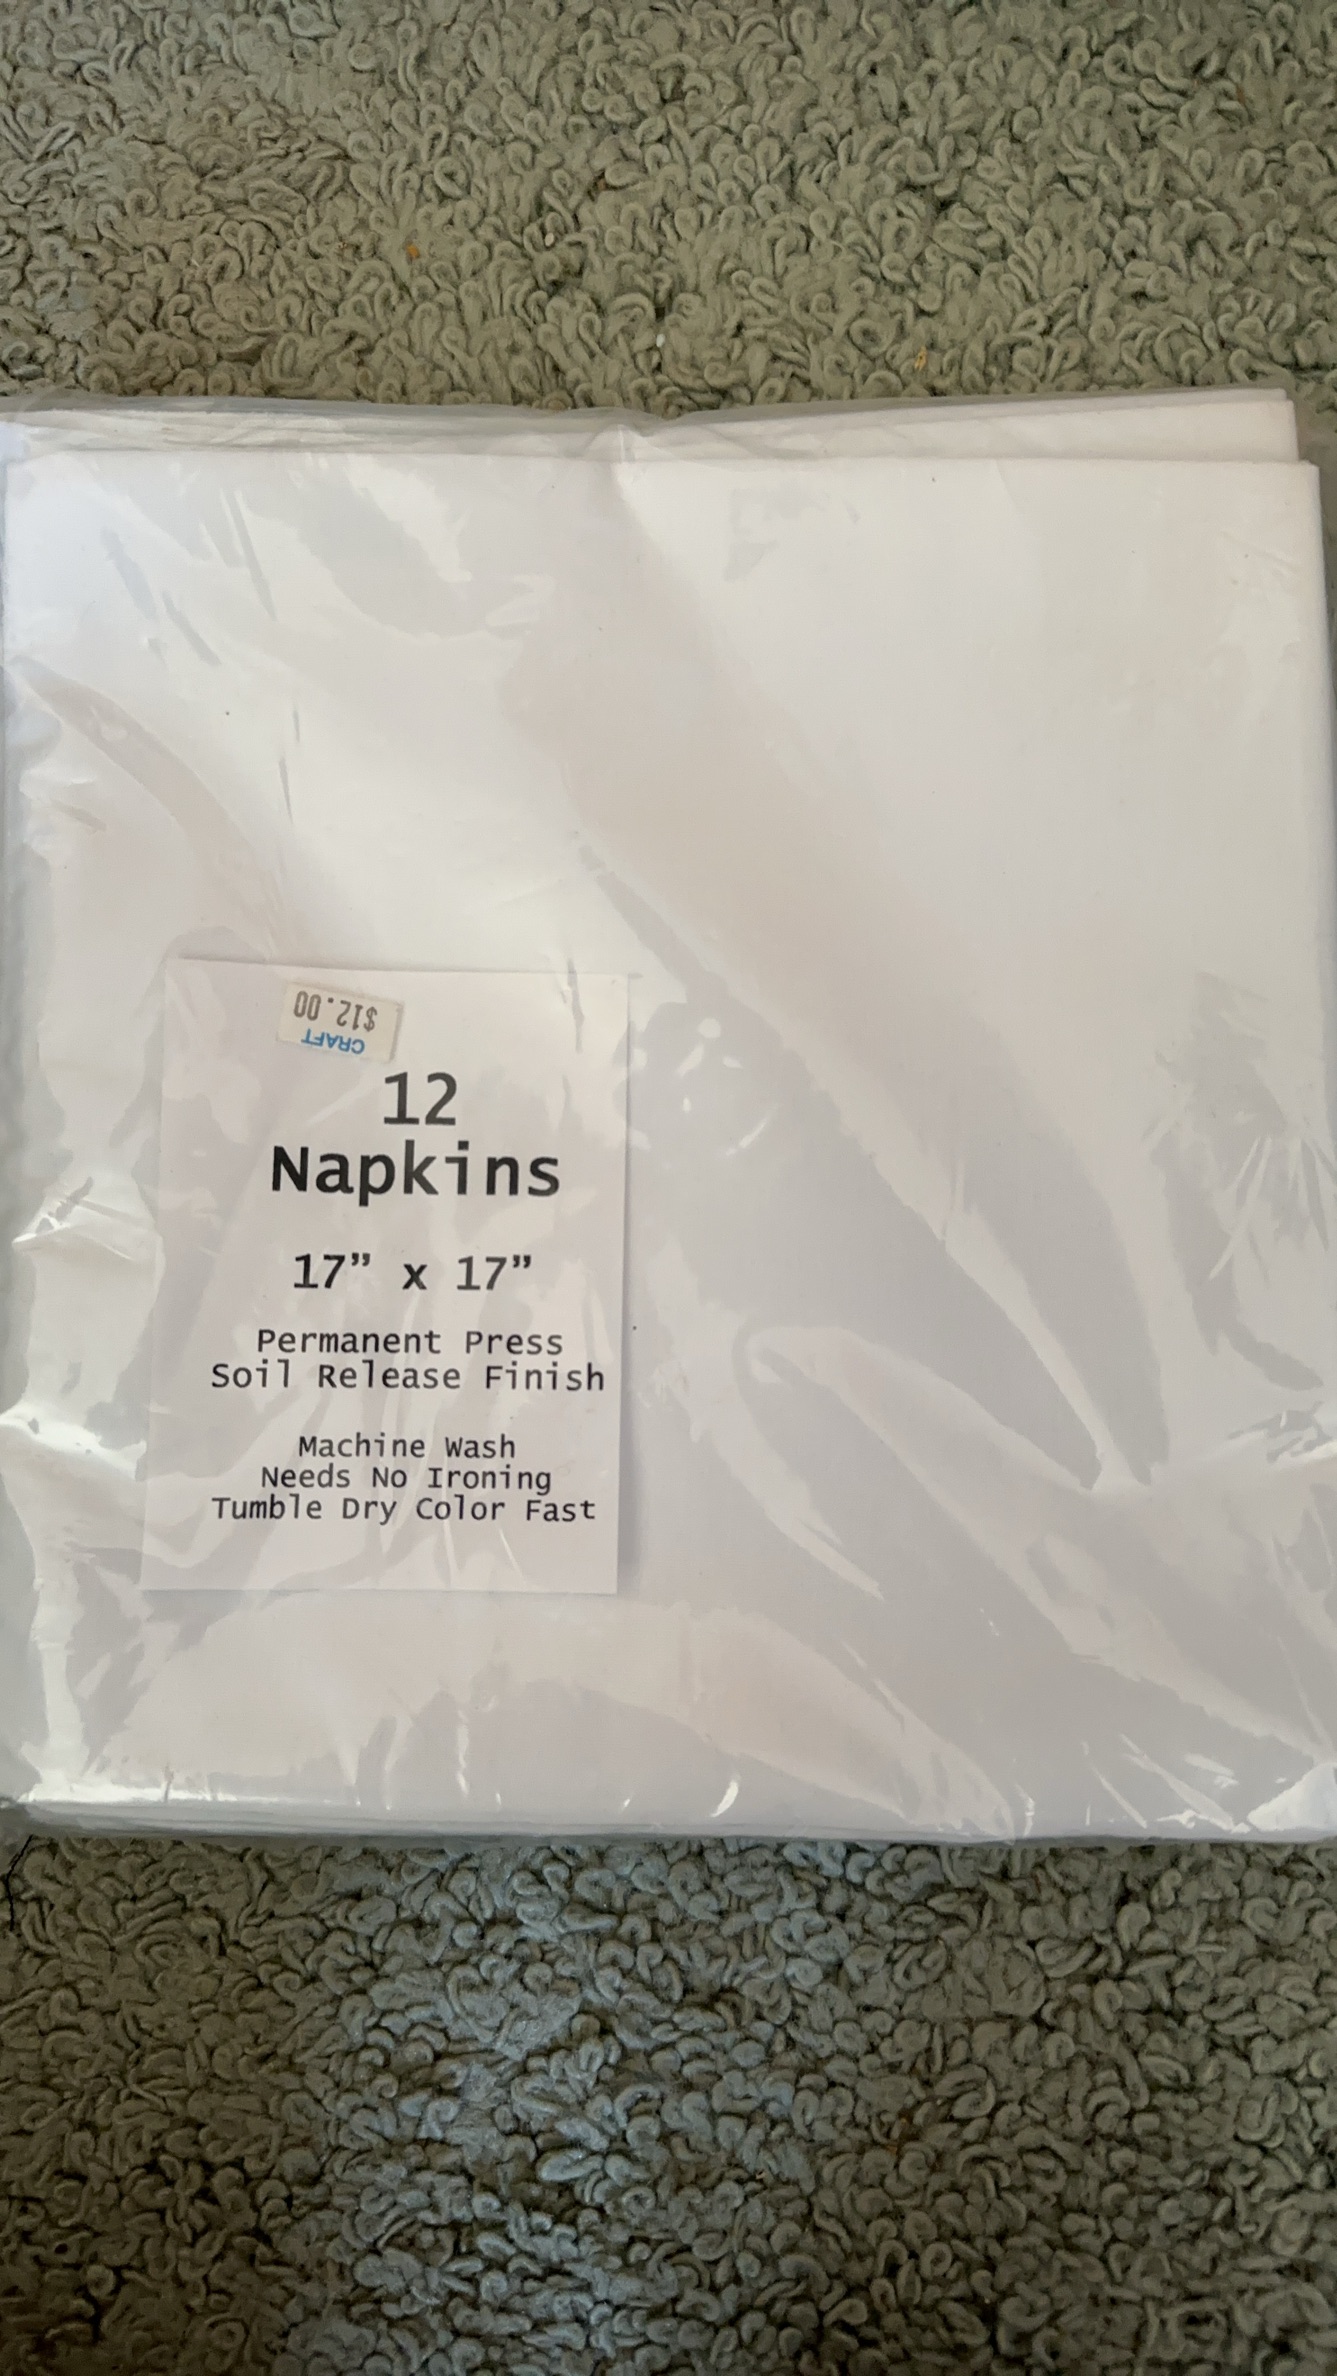 CRAFT
$12.00
12
Napkins
17” x 17”
Permanent Press
Soil Release Finish
Machine Wash
Needs No Ironing
Tumble Dry Color Fast